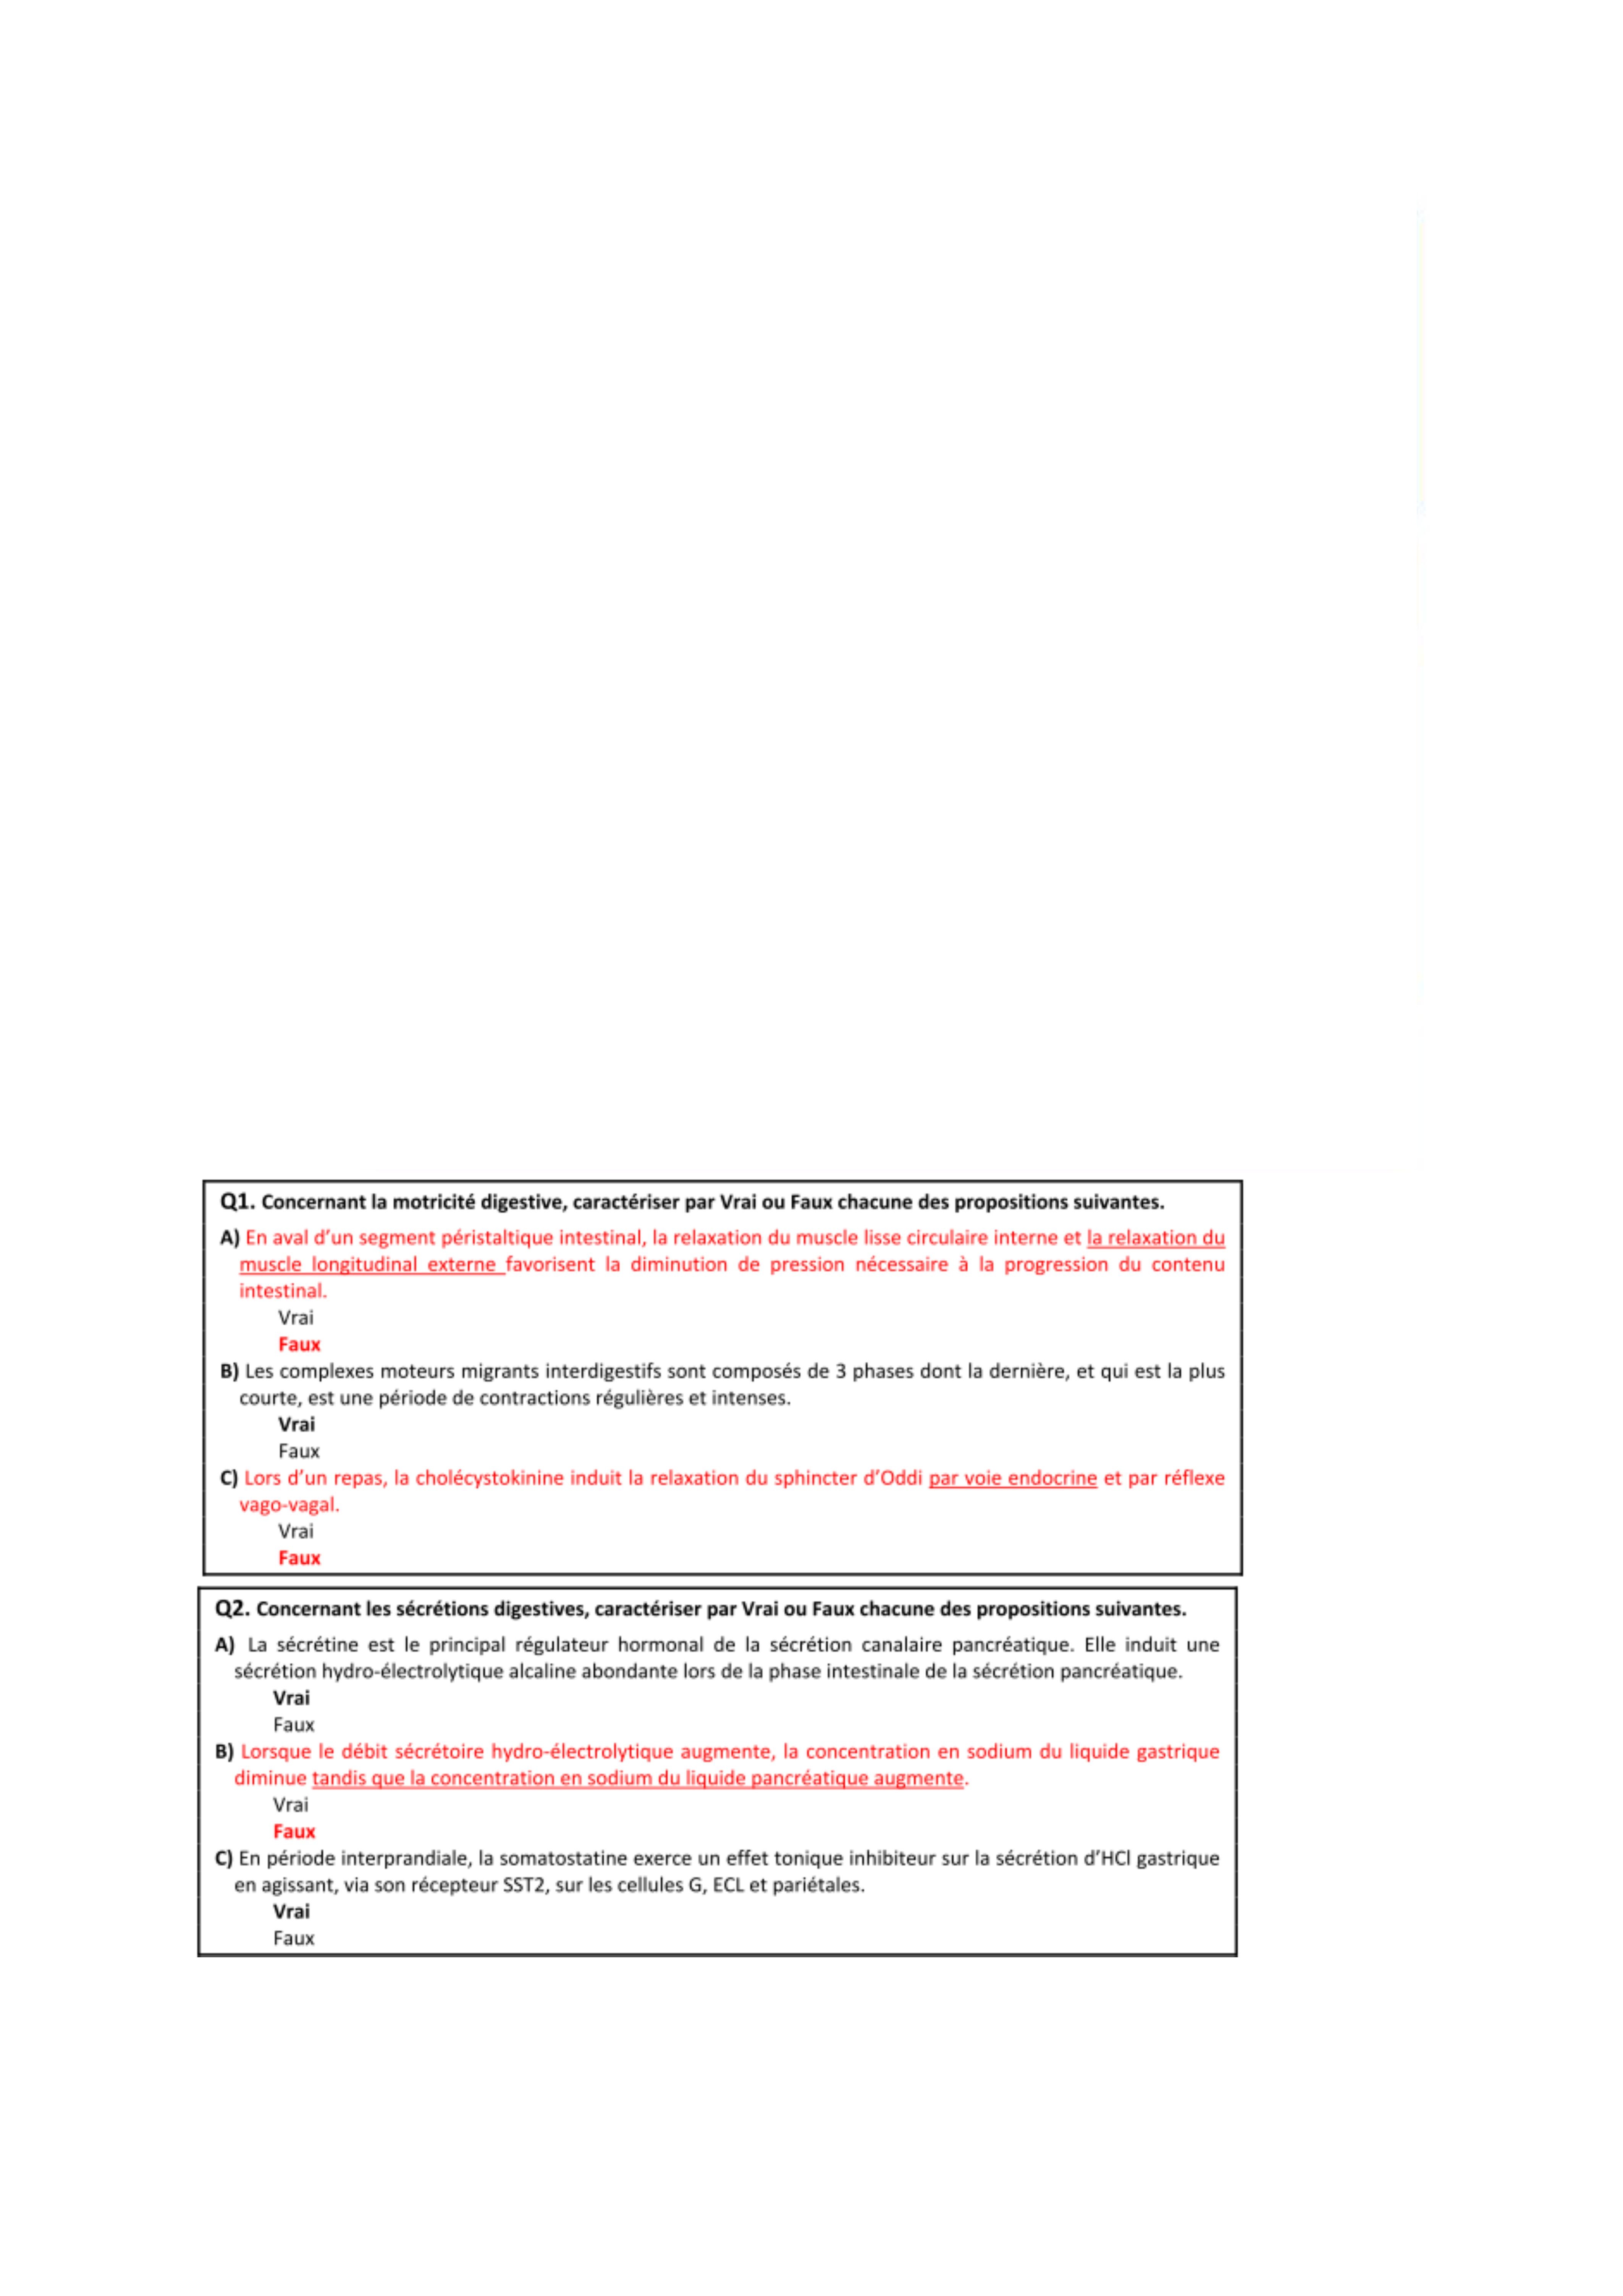 Q1. Concernant la motricité digestive, caractériser par Vrai ou Faux chacune des propositions suivantes.
A) En aval d’un segment péristaltique intestinal, la relaxation du muscle lisse circulaire interne et la relaxation du
muscle longitudinal externe favorisent la diminution de pression nécessaire à la progression du contenu
intestinal.
Vrai
Faux
B) Les complexes moteurs migrants interdigestifs sont composés de 3 phases dont la dernière, et qui est la plus
courte, est une période de contractions régulières et intenses.
Vrai
Faux
C) Lors d’un repas, la cholécystokinine induit la relaxation du sphincter d’Oddi par voie endocrine et par réflexe
vago-vagal.
Vrai
Faux
Q2. Concernant les sécrétions digestives, caractériser par Vrai ou Faux chacune des propositions suivantes.
A) La sécrétine est le principal régulateur hormonal de la sécrétion canalaire pancréatique. Elle induit une
sécrétion hydro-électrolytique alcaline abondante lors de la phase intestinale de la sécrétion pancréatique.
Vrai
Faux
B) Lorsque le débit sécrétoire hydro-électrolytique augmente, la concentration en sodium du liquide gastrique
diminue tandis que la concentration en sodium du liquide pancréatique augmente.
Vrai
Faux
C) En période interprandiale, la somatostatine exerce un effet tonique inhibiteur sur la sécrétion d’HCl gastrique
en agissant, via son récepteur SST2, sur les cellules G, ECL et pariétales.
Vrai
Faux